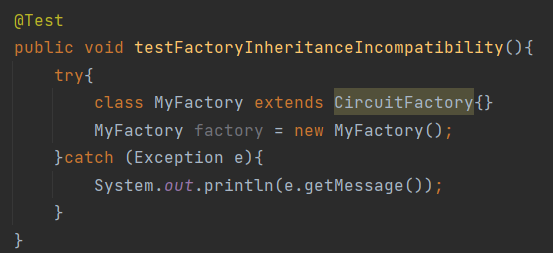 @Test
public void testFactoryInheritanceIncompatibility(){
    try{
        class MyFactory extends CircuitFactory{}
        MyFactory factory = new MyFactory();
    }catch (Exception e){
        System.out.println(e.getMessage());
    }
}